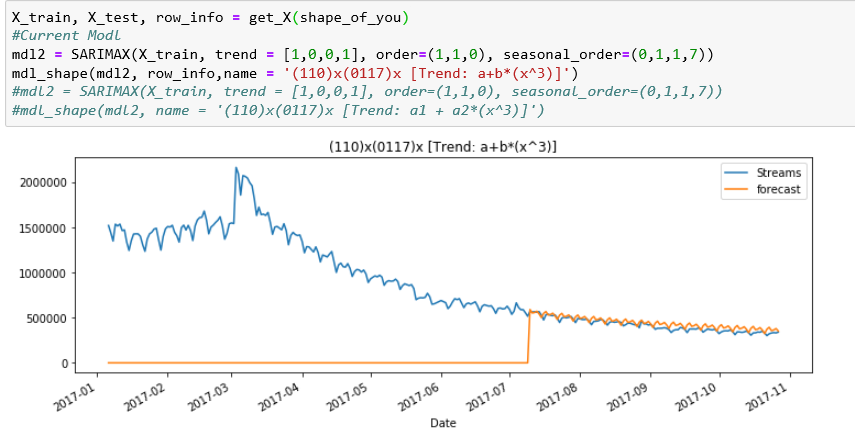 X_train, X_test, row_info = get_X(shape_of_you)
#Current Modl
mdl2 = SARIMAX(X_train, trend = [1,0,0,1], order=(1,1,0), seasonal_order=(0,1,1,7))
mdl_shape(mdl2, row_info,name = '(110)x(0117)x [Trend: a+b*(x^3)]')
#mdl2 = SARIMAX(X_train, trend = [1,0,0,1], order=(1,1,0), seasonal_order=(0,1,1,7))
#mdl_shape(mdl2, name = '(110)x(0117)x [Trend: a1 + a2*(x^3)]')
(110)x(0117)x [Trend: a+b*(x^3)]
Streams
forecast
2000000
1500000
1000000
500000
0
2017-01
2017-02
2017-03
2017-04
2017-05
2017-06
2017-07
2017-08
2017-09
2017-10
2017-11
Date